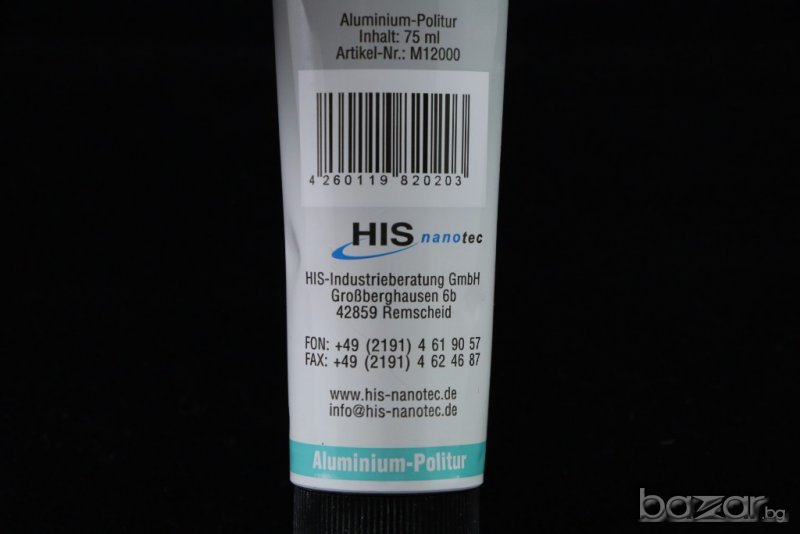 Aluminium-Politur
Inhalt: 75 ml
Artikel-Nr.: M12000
4 260119 820203
HIS nanotec
HIS-Industrieberatung GmbH
Großberghausen 6b
42859 Remscheid
FON: +49 (2191) 4 61 90 57
FAX: +49 (2191) 4 62 46 87
www.his-nanotec.de
info@his-nanotec.de
Aluminium-Politur
bazar.bg